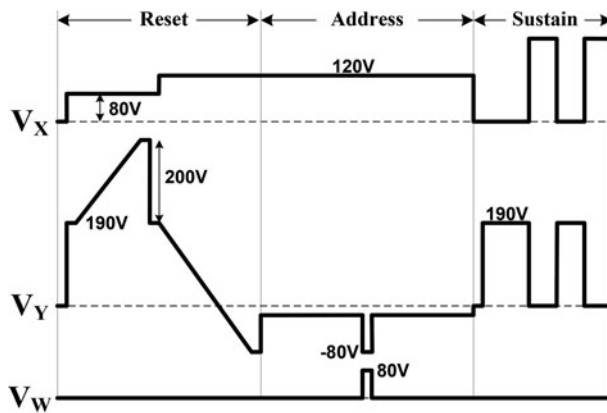 Reset Address Sustain
120V
80V
VX
200V
190V 190V
VY
-80V
80V
VW